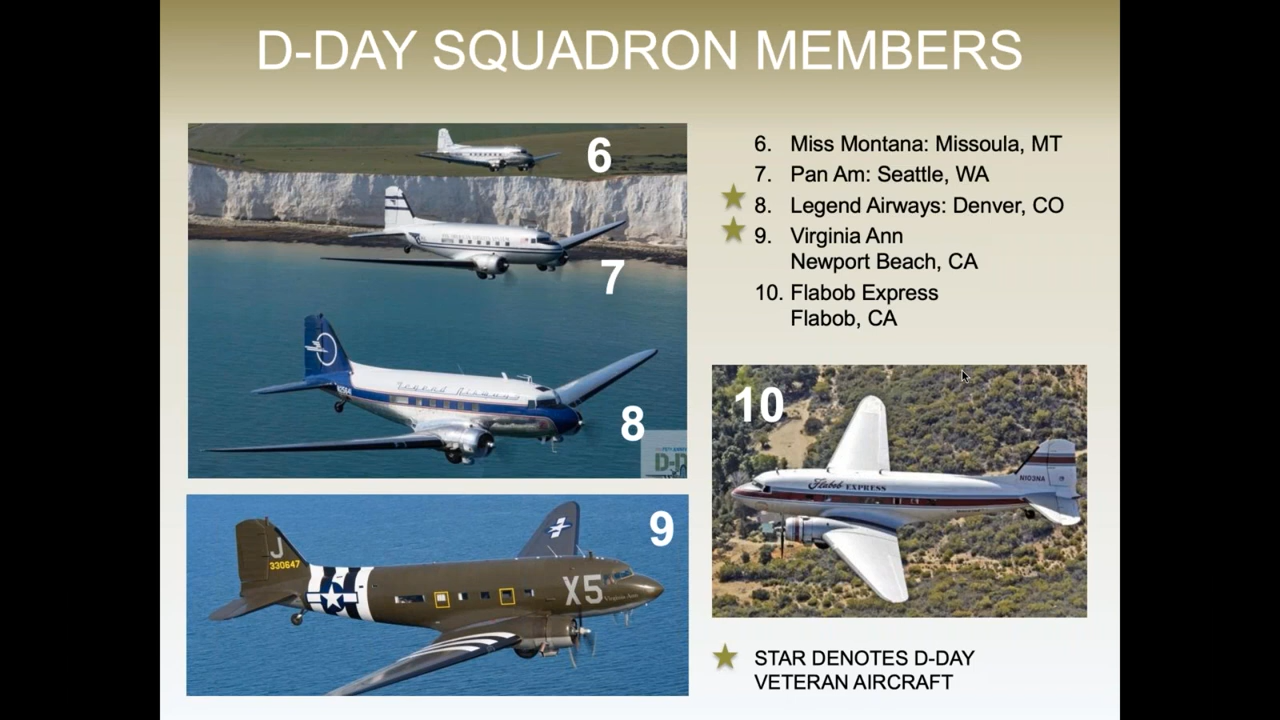 D-DAY SQUADRON MEMBERS
6
7
8
D-D
9
J
330647
X5
6. Miss Montana: Missoula, MT
7. Pan Am: Seattle, WA
8. Legend Airways: Denver, CO
9. Virginia Ann
Newport Beach, CA
10. Flabob Express
Flabob, CA
10
Flabob EXPRESS
N103NA
STAR DENOTES D-DAY
VETERAN AIRCRAFT